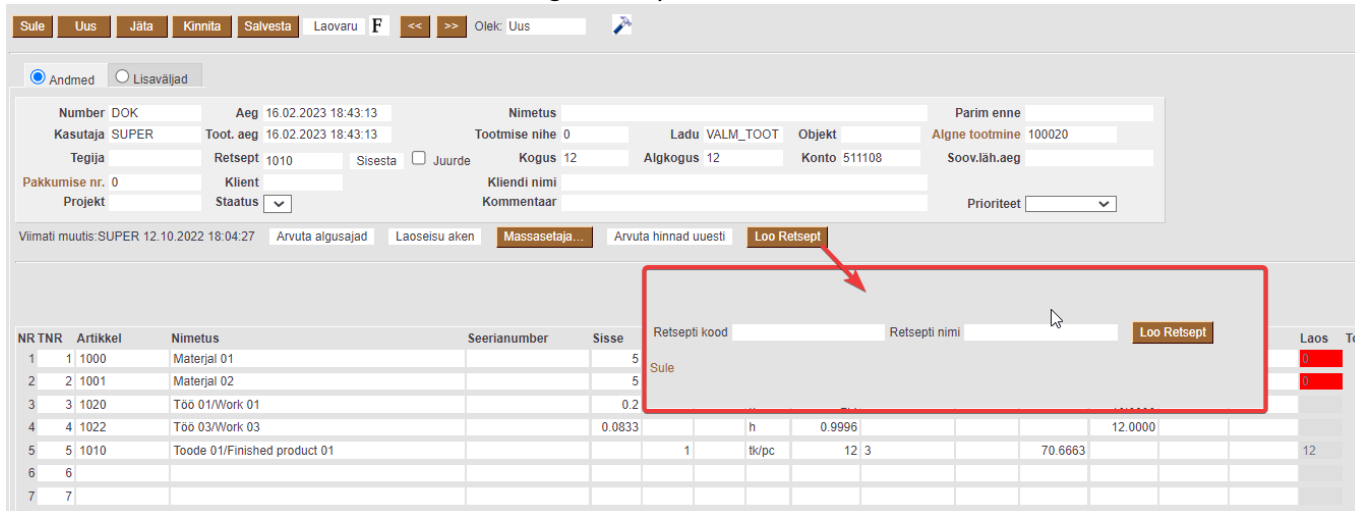 Sule Uus Jäta Kinnita Salvesta Laovaru F << >> Olek: Uus
Andmed Lisaväljad
Number DOK Aeg 16.02.2023 18:43:13 Nimetus Parim enne
Kasutaja SUPER Toot. aeg 16.02.2023 18:43:13 Tootmise nihe 0 Ladu VALM_TOOT Objekt Algne tootmine 100020
Tegija Retsept 1010 Sisesta Juurde Kogus 12 Algkogus 12 Konto 511108 Soov.läh.aeg
Pakkumise nr. 0 Klient Kliendi nimi
Projekt Staatus Kommentaar Prioriteet
Viimati muutis:SUPER 12.10.2022 18:04:27 Arvuta algusajad Laoseisu aken Massasetaja... Arvuta hinnad uuesti Loo Retsept
Retsepti kood Retsepti nimi Loo Retsept
Sule
NR TNR Artikkel Nimetus Seerianumber Sisse Laos
1 1 1000 Materjal 01 5 0
2 2 1001 Materjal 02 5 0
3 3 1020 Töö 01/Work 01 0.2
4 4 1022 Töö 03/Work 03 0.0833 h 0.9996 12.0000
5 5 1010 Toode 01/Finished product 01 1 tk/pc 12 3 70.6663 12
6 6
7 7